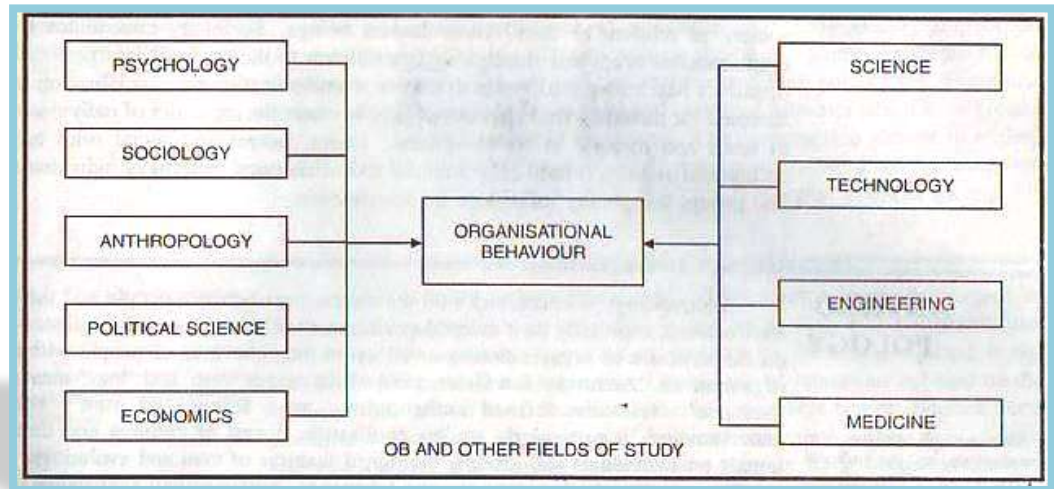 PSYCHOLOGY
SOCIOLOGY
ANTHROPOLOGY
POLITICAL SCIENCE
ECONOMICS
ORGANISATIONAL
BEHAVIOUR
SCIENCE
TECHNOLOGY
ENGINEERING
MEDICINE
OB AND OTHER FIELDS OF STUDY